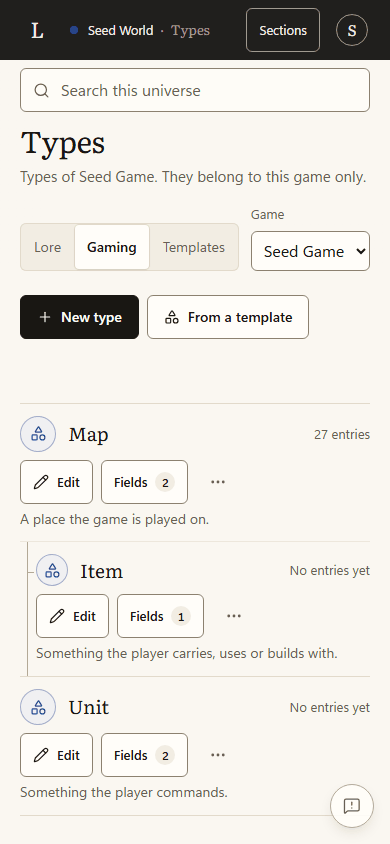 L
Seed World · Types
Sections
S
Search this universe
Types
Types of Seed Game. They belong to this game only.
Game
Lore
Gaming
Templates
Seed Game
New type
From a template
Map
27 entries
Edit
Fields 2
A place the game is played on.
Item
No entries yet
Edit
Fields 1
Something the player carries, uses or builds with.
Unit
No entries yet
Edit
Fields 2
Something the player commands.